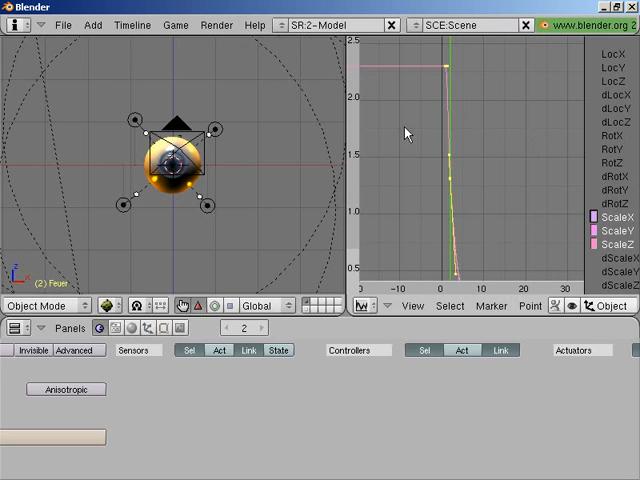 Blender
File Add Timeline Game Render Help SR:2-Model SCE:Scene www.blender.org 2
2.5
2.0
1.5
1.0
0.5
-10 0 10 20 30
LocX
LocY
LocZ
dLocX
dLocY
dLocZ
RotX
RotY
RotZ
dRotX
dRotY
dRotZ
ScaleX
ScaleY
ScaleZ
dScaleX
dScaleY
dScaleZ
z
x
(2) Feuer
Object Mode Global View Select Marker Point Object
Panels 2
Invisible Advanced Sensors Sel Act Link State Controllers Sel Act Link Actuators
Anisotropic